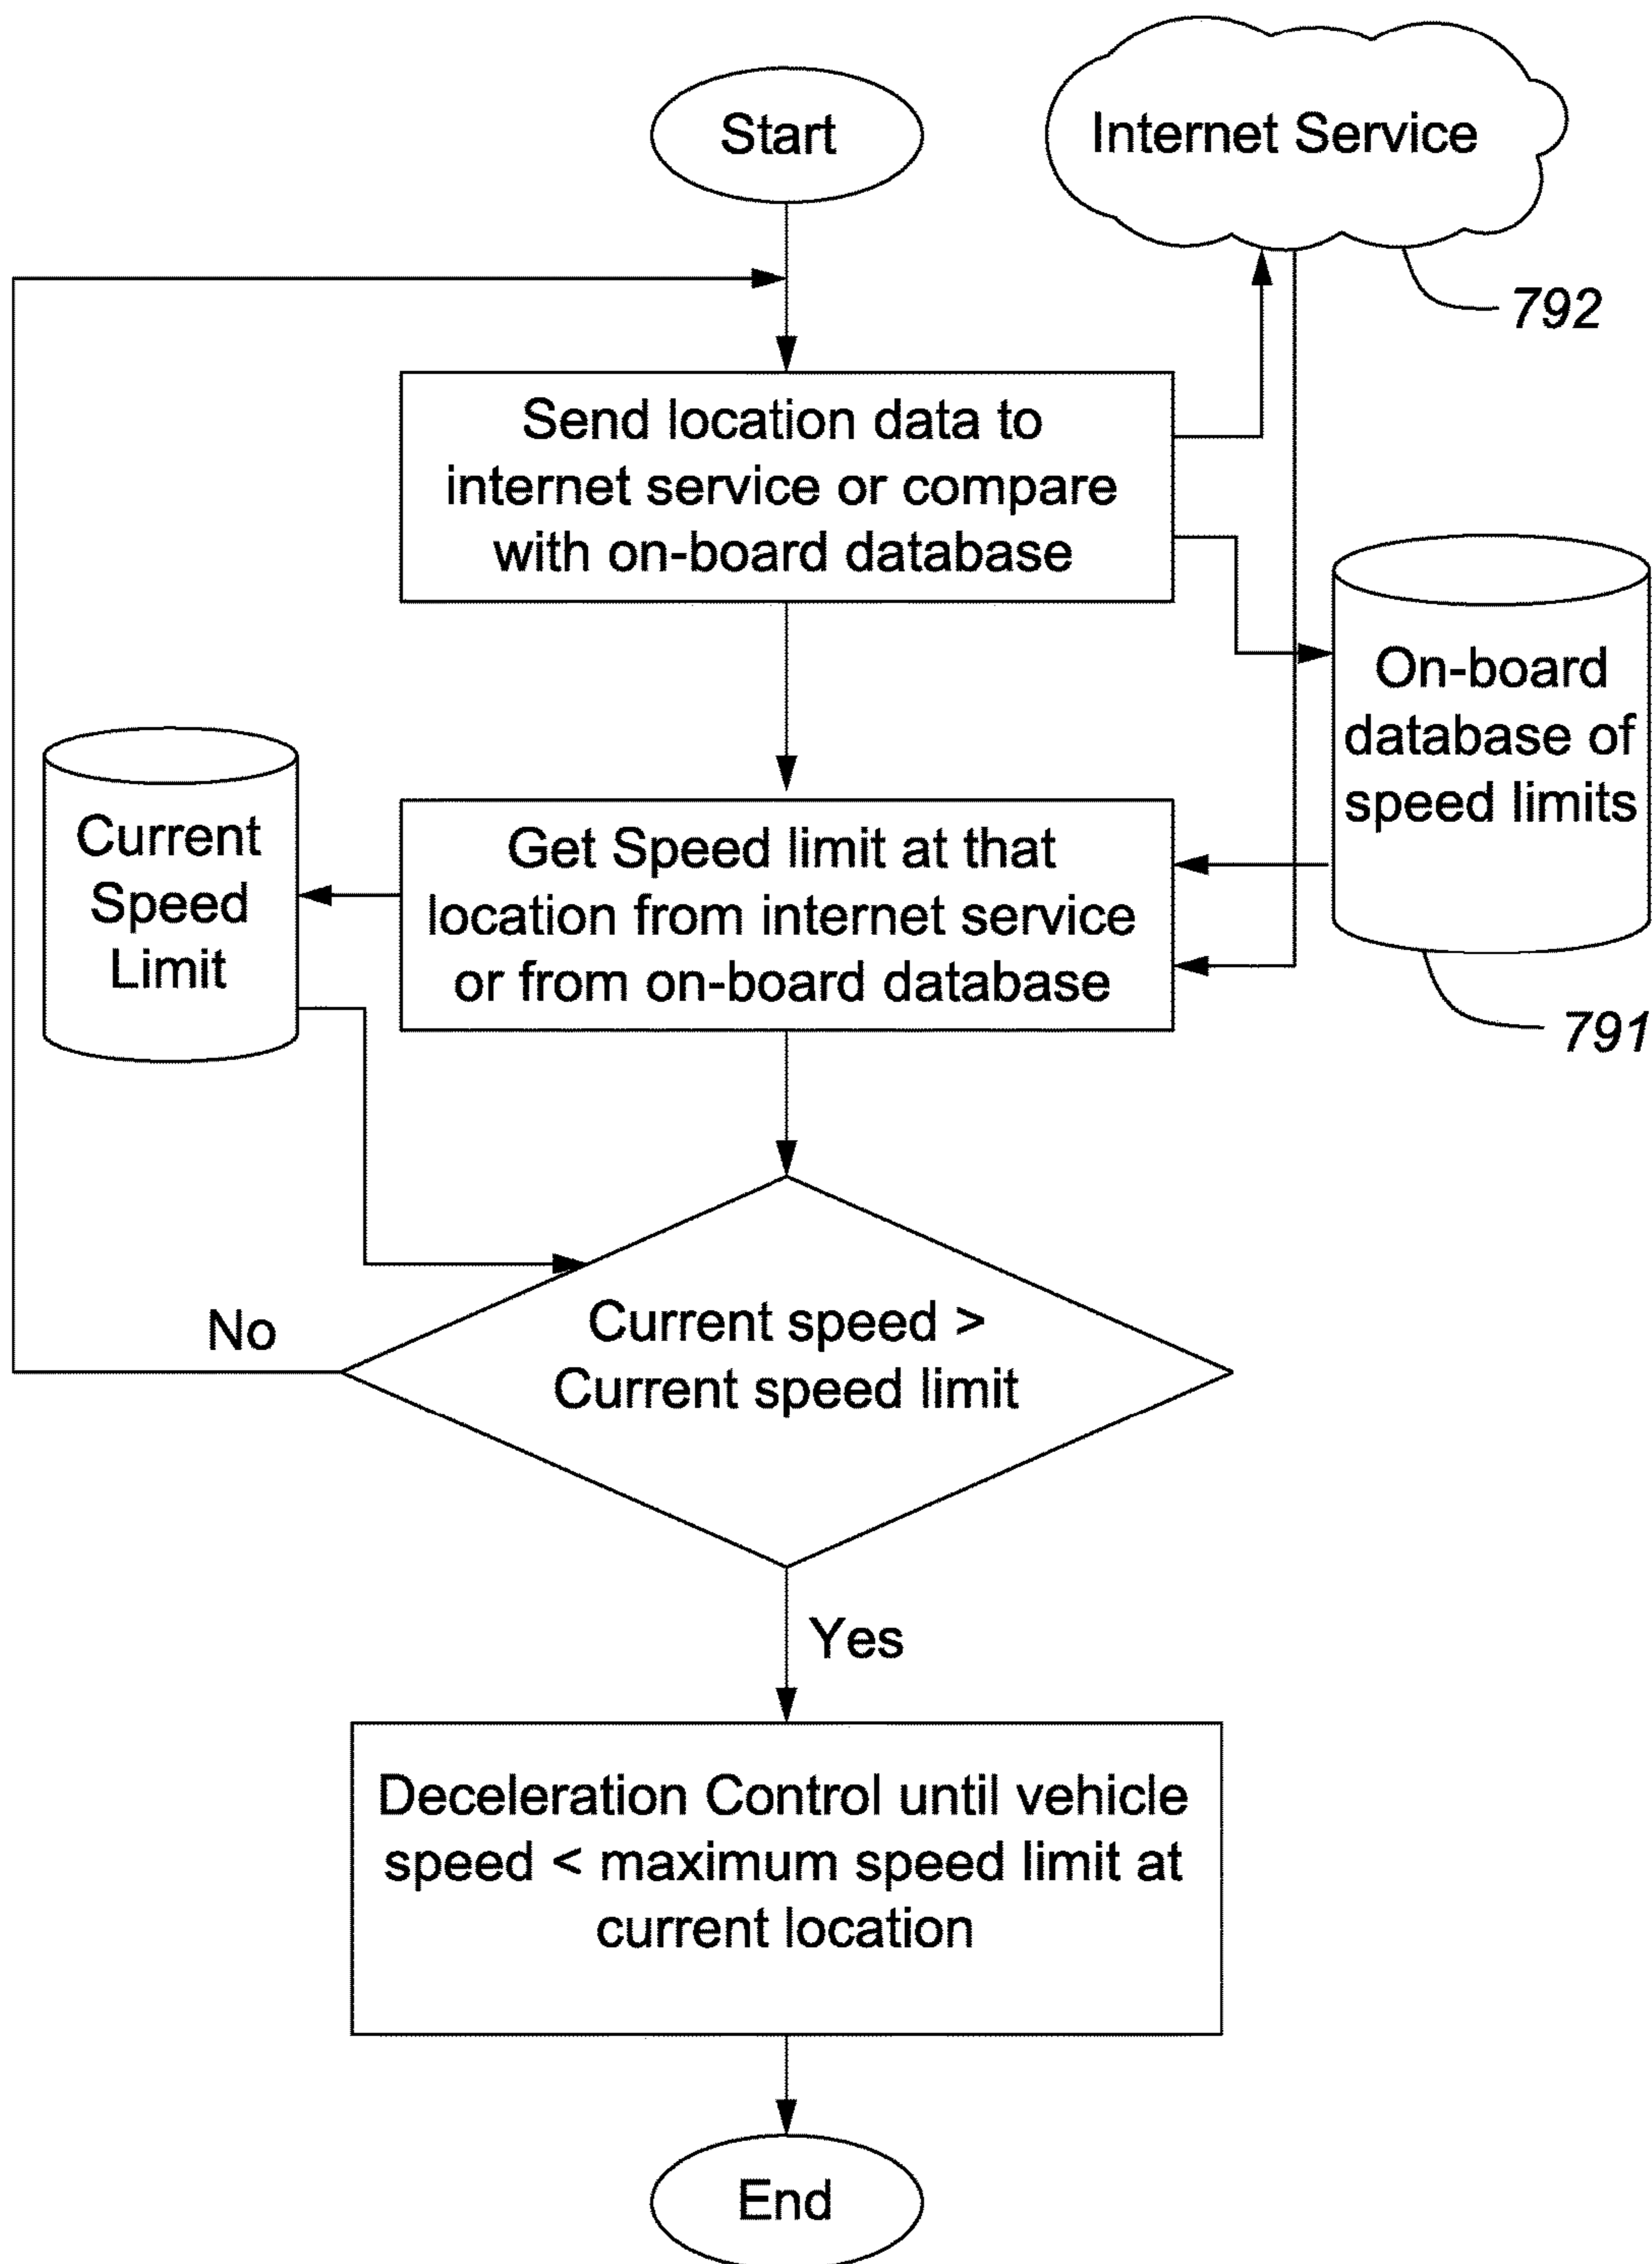 Start
Internet Service
792
Send location data to
internet service or compare
with on-board database
On-board
database of
speed limits
791
Current
Speed
Limit
Get Speed limit at that
location from internet service
or from on-board database
No
Current speed >
Current speed limit
Yes
Deceleration Control until vehicle
speed < maximum speed limit at
current location
End